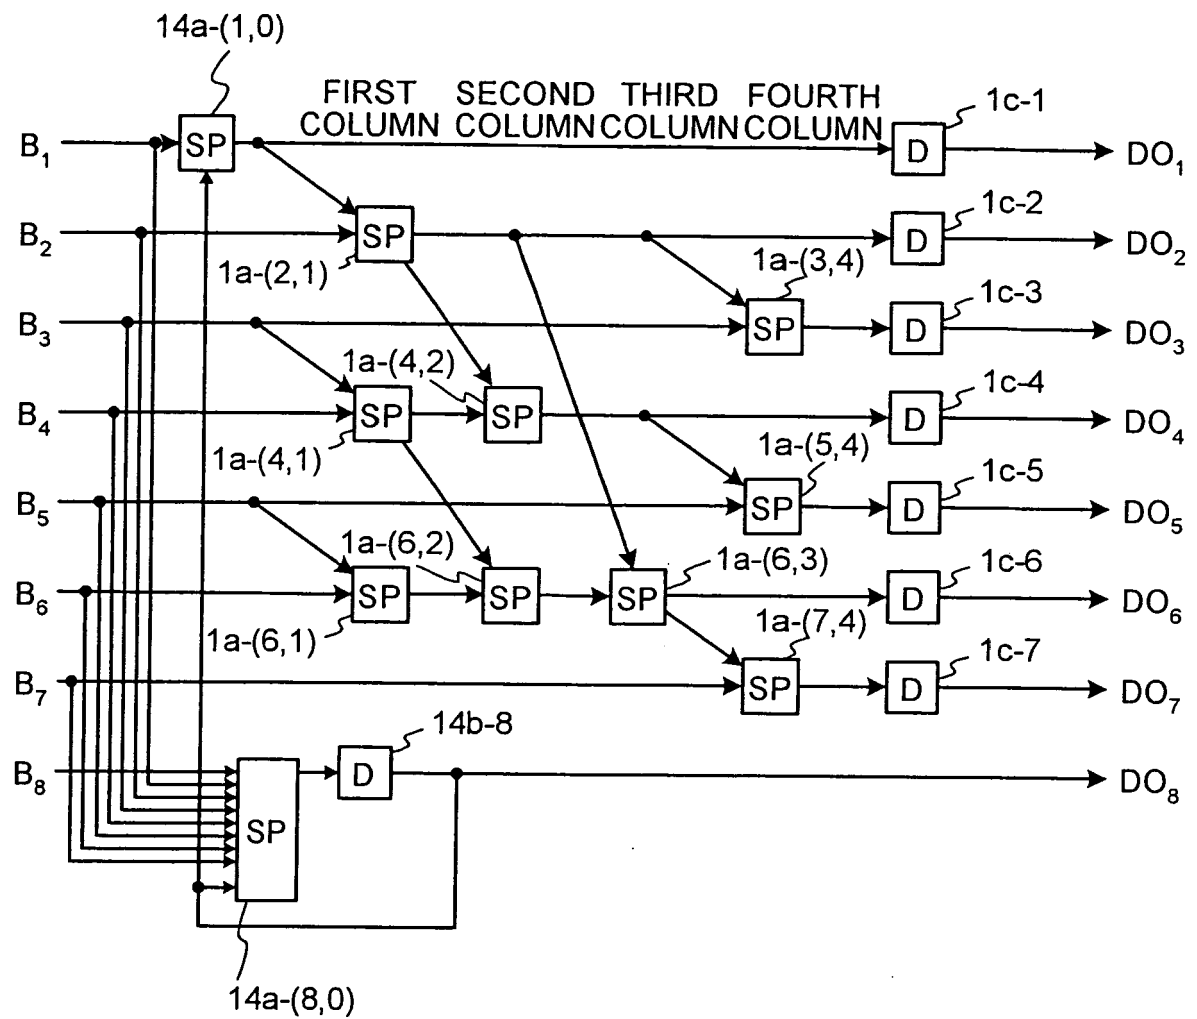 14a-(1,0)
FIRST COLUMN
SECOND COLUMN
THIRD COLUMN
FOURTH COLUMN
B1 SP D 1c-1 DO1
B2 SP D 1c-2 DO2
1a-(2,1)
1a-(3,4)
B3 SP D 1c-3 DO3
1a-(4,2)
B4 SP SP D 1c-4 DO4
1a-(4,1)
1a-(5,4)
B5 SP D 1c-5 DO5
1a-(6,2)
B6 SP SP SP 1a-(6,3) D 1c-6 DO6
1a-(6,1)
1a-(7,4)
B7 SP D 1c-7 DO7
14b-8
B8 SP D DO8
14a-(8,0)